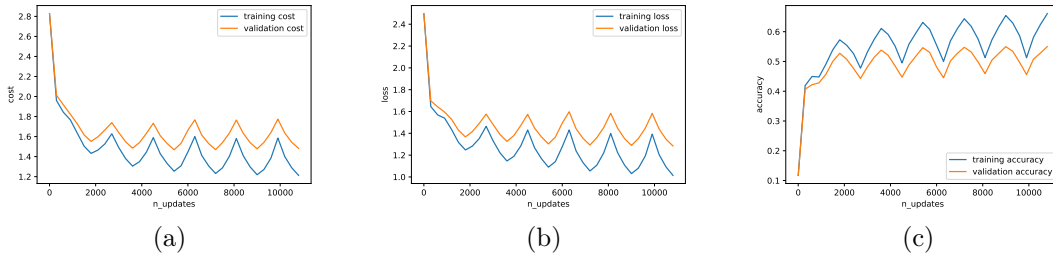 2.8
2.6
2.4
2.2
2.0
1.8
1.6
1.4
1.2
cost
0
2000
4000
6000
8000
10000
n_updates
training cost
validation cost
(a)
2.4
2.2
2.0
1.8
1.6
1.4
1.2
1.0
loss
0
2000
4000
6000
8000
10000
n_updates
training loss
validation loss
(b)
0.6
0.5
0.4
0.3
0.2
0.1
accuracy
0
2000
4000
6000
8000
10000
n_updates
training accuracy
validation accuracy
(c)